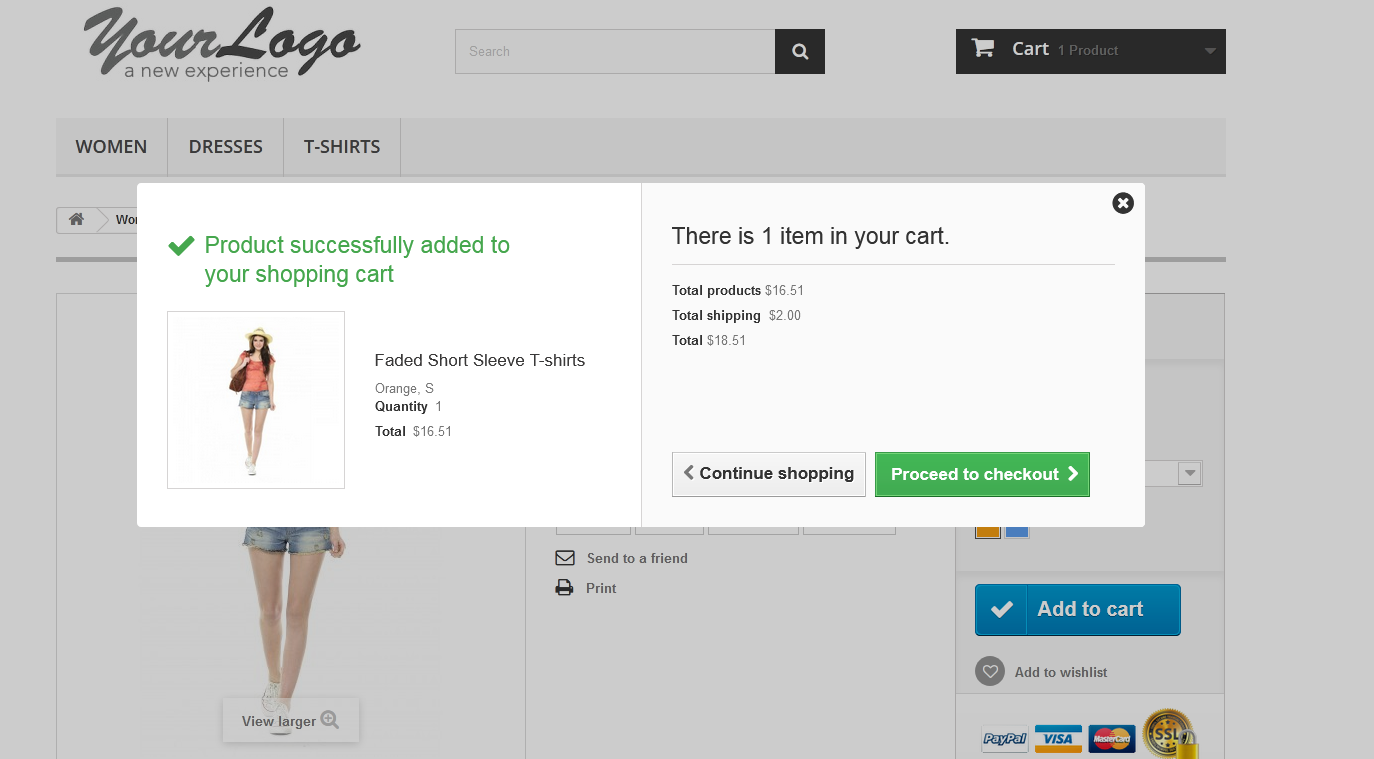 YourLogo
a new experience
Search
Cart 1 Product
WOMEN
DRESSES
T-SHIRTS
Product successfully added to
your shopping cart
Faded Short Sleeve T-shirts
Orange, S
Quantity 1
Total $16.51
There is 1 item in your cart.
Total products $16.51
Total shipping $2.00
Total $18.51
Continue shopping
Proceed to checkout
Send to a friend
Print
View larger
Add to cart
Add to wishlist
PayPal
VISA
MasterCard
SSL